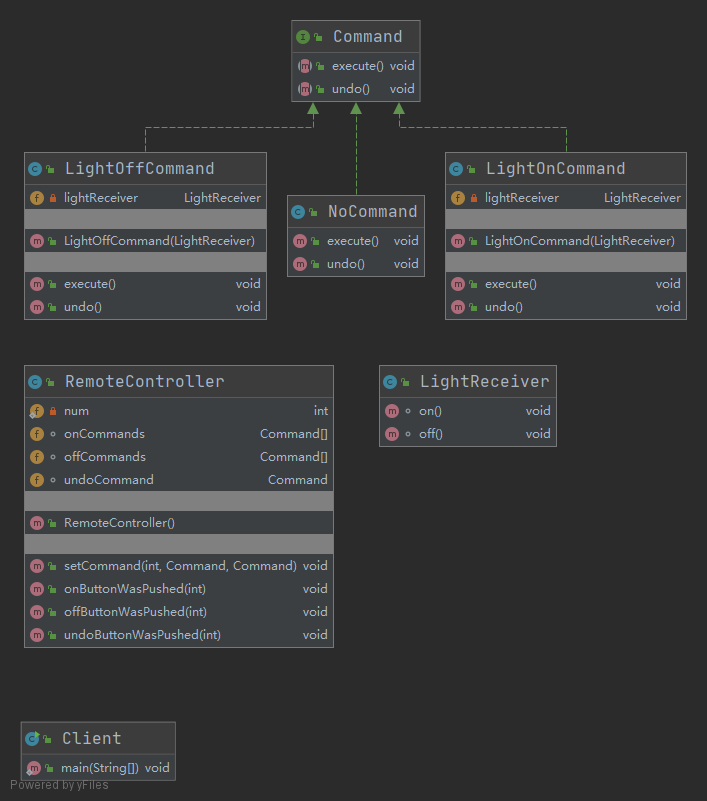 Command
execute() void
undo() void
LightOffCommand
lightReceiver LightReceiver
LightOffCommand(LightReceiver)
execute() void
undo() void
NoCommand
execute() void
undo() void
LightOnCommand
lightReceiver LightReceiver
LightOnCommand(LightReceiver)
execute() void
undo() void
RemoteController
num int
onCommands Command[]
offCommands Command[]
undoCommand Command
RemoteController()
setCommand(int, Command, Command) void
onButtonWasPushed(int) void
offButtonWasPushed(int) void
undoButtonWasPushed(int) void
LightReceiver
on() void
off() void
Client
main(String[]) void
Powered by yFiles